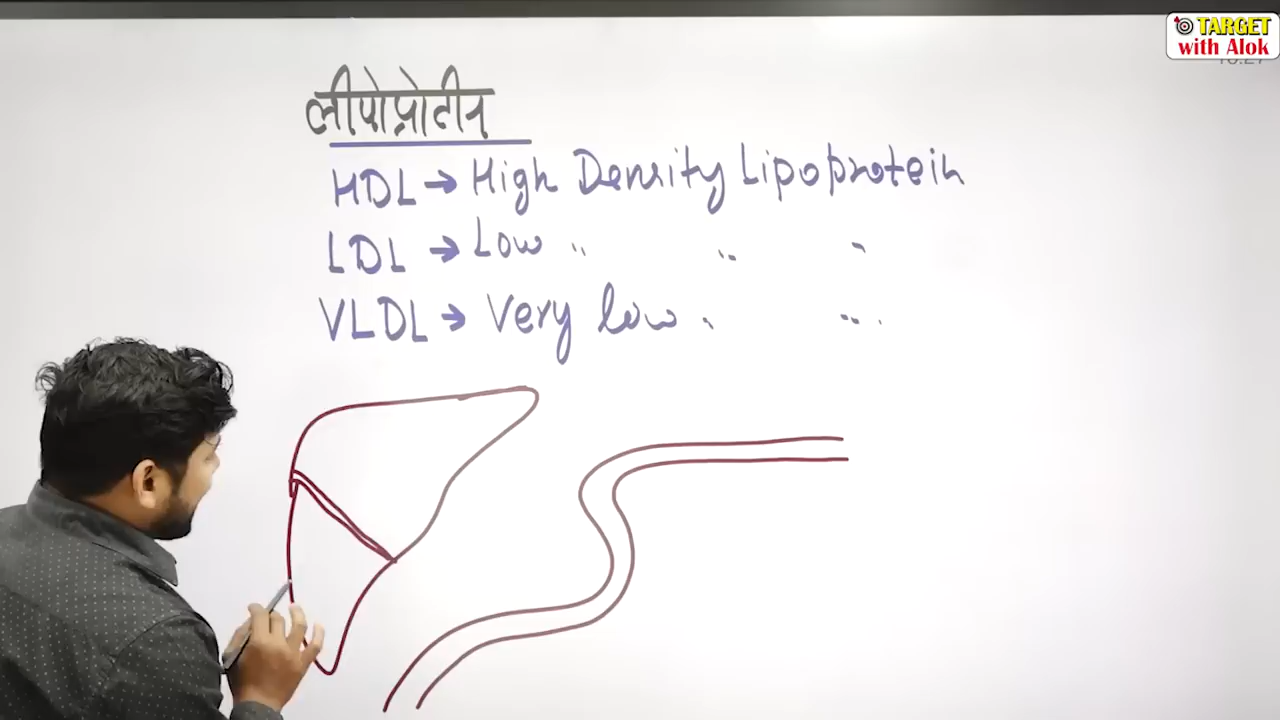 TARGET
with Alok
लीपोप्रोटीन
HDL → High Density Lipoprotein
LDL → Low " " "
VLDL → Very low " "